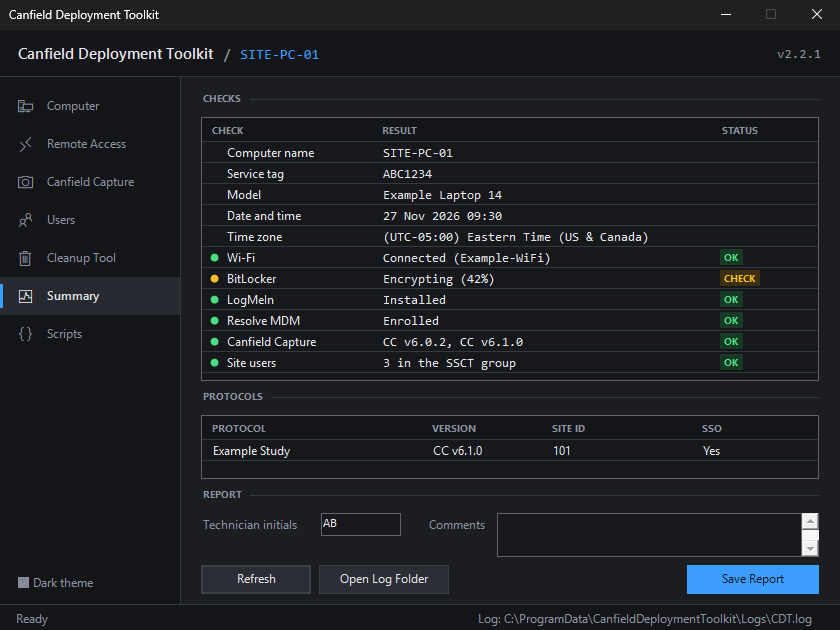 Canfield Deployment Toolkit
Canfield Deployment Toolkit / SITE-PC-01 v2.2.1
Computer
Remote Access
Canfield Capture
Users
Cleanup Tool
Summary
Scripts
Dark theme
CHECKS
CHECK RESULT STATUS
Computer name SITE-PC-01
Service tag ABC1234
Model Example Laptop 14
Date and time 27 Nov 2026 09:30
Time zone (UTC-05:00) Eastern Time (US & Canada)
Wi-Fi Connected (Example-WiFi) OK
BitLocker Encrypting (42%) CHECK
LogMeIn Installed OK
Resolve MDM Enrolled OK
Canfield Capture CC v6.0.2, CC v6.1.0 OK
Site users 3 in the SSCT group OK
PROTOCOLS
PROTOCOL VERSION SITE ID SSO
Example Study CC v6.1.0 101 Yes
REPORT
Technician initials AB Comments
Refresh Open Log Folder Save Report
Ready Log: C:\ProgramData\CanfieldDeploymentToolkit\Logs\CDT.log